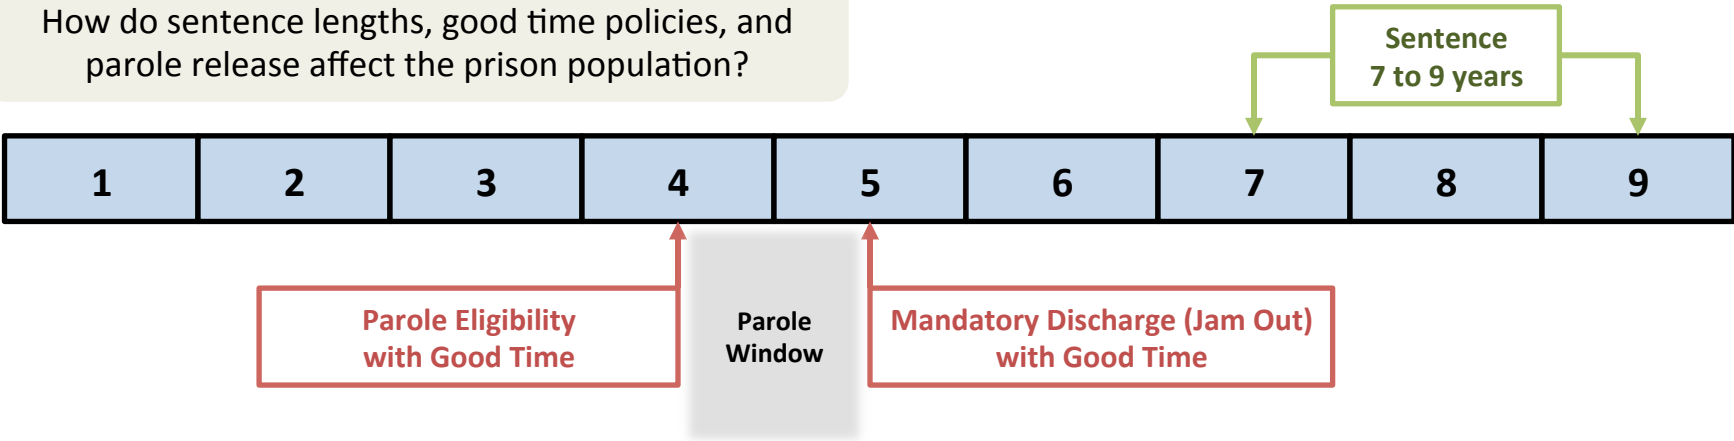 How do sentence lengths, good time policies, and
parole release affect the prison population?
Sentence
7 to 9 years
1 2 3 4 5 6 7 8 9
Parole Eligibility
with Good Time
Parole
Window
Mandatory Discharge (Jam Out)
with Good Time